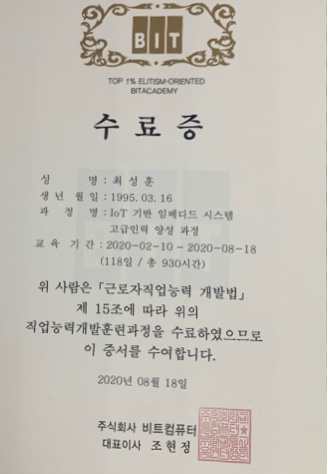 BIT
TOP 1% ELITISM-ORIENTED
BITACADEMY
수 료 증
성 명 : 최 성 훈
생 년 월 일 : 1995. 03. 16
과 정 명 : IoT 기반 임베디드 시스템
고급인력 양성 과정
교 육 기 간 : 2020-02-10 ~ 2020-08-18
(118일 / 총 930시간)
위 사람은 「근로자직업능력 개발법」
제 15조에 따라 위의
직업능력개발훈련과정을 수료하였으므로
이 증서를 수여합니다.
2020년 08월 18일
주식회사 비트컴퓨터
대표이사 조 현 정